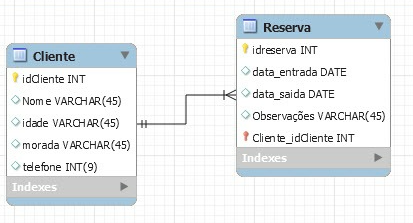 Cliente
idCliente INT
Nome VARCHAR(45)
idade VARCHAR(45)
morada VARCHAR(45)
telefone INT(9)
Indexes
Reserva
idreserva INT
data_entrada DATE
data_saida DATE
Observações VARCHAR(45)
Cliente_idCliente INT
Indexes